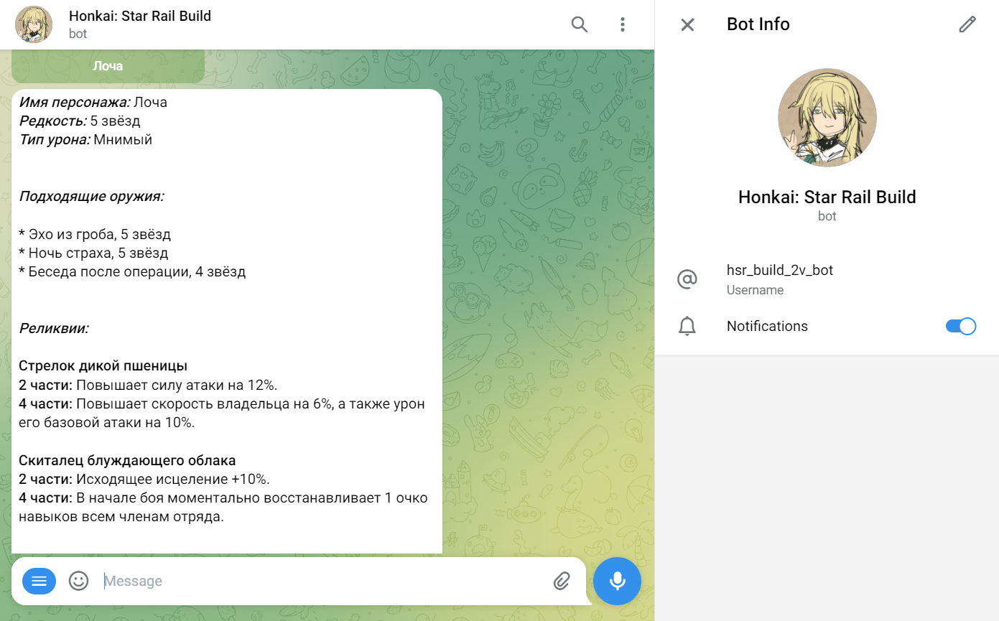 Honkai: Star Rail Build
bot
Лоча
Имя персонажа: Лоча
Редкость: 5 звёзд
Тип урона: Мнимый
Подходящие оружия:
* Эхо из гроба, 5 звёзд
* Ночь страха, 5 звёзд
* Беседа после операции, 4 звёзд
Реликвии:
Стрелок дикой пшеницы
2 части: Повышает силу атаки на 12%.
4 части: Повышает скорость владельца на 6%, а также урон
его базовой атаки на 10%.
Скиталец блуждающего облака
2 части: Исходящее исцеление +10%.
4 части: В начале боя моментально восстанавливает 1 очко
навыков всем членам отряда.
Message
Bot Info
Honkai: Star Rail Build
bot
hsr_build_2v_bot
Username
Notifications